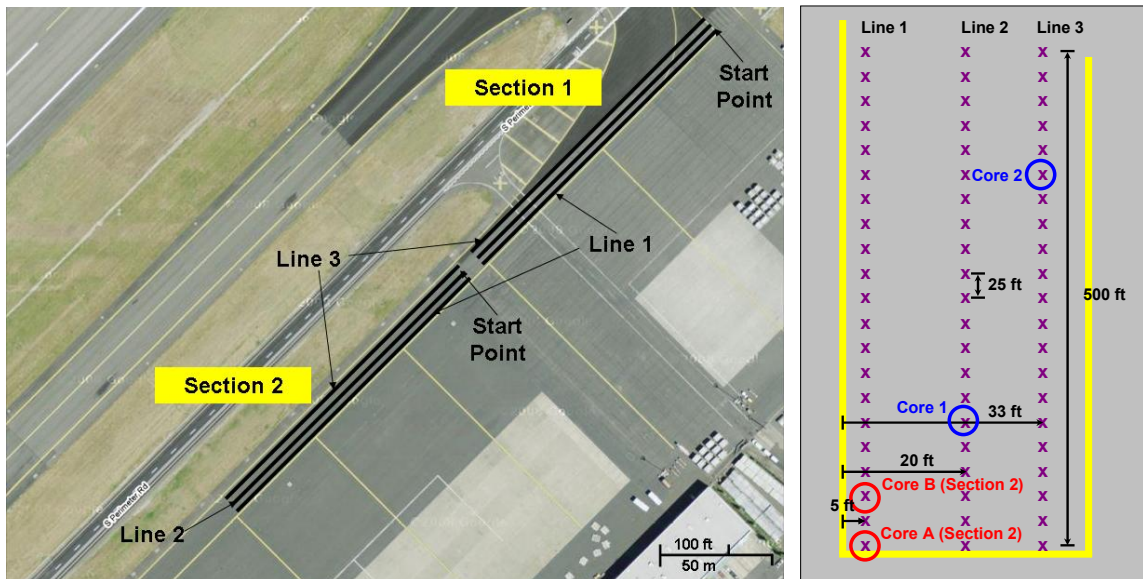 Start
Point
Section 1
S Perimet
Line 3
Line 1
Start
Point
Section 2
S Perimeter Rd
Line 2
100 ft
50 m
Line 1
Line 2
Line 3
x x x
x x x
x x x
x x x
x x x
Core 2
x x x
x x x
x x x
x x x
x x x
25 ft
500 ft
x x x
x x x
x x x
x x x
x x x
Core 1
33 ft
x x x
x x x
20 ft
x x x
Core B (Section 2)
x x x
5 ft
x x x
Core A (Section 2)
x x x